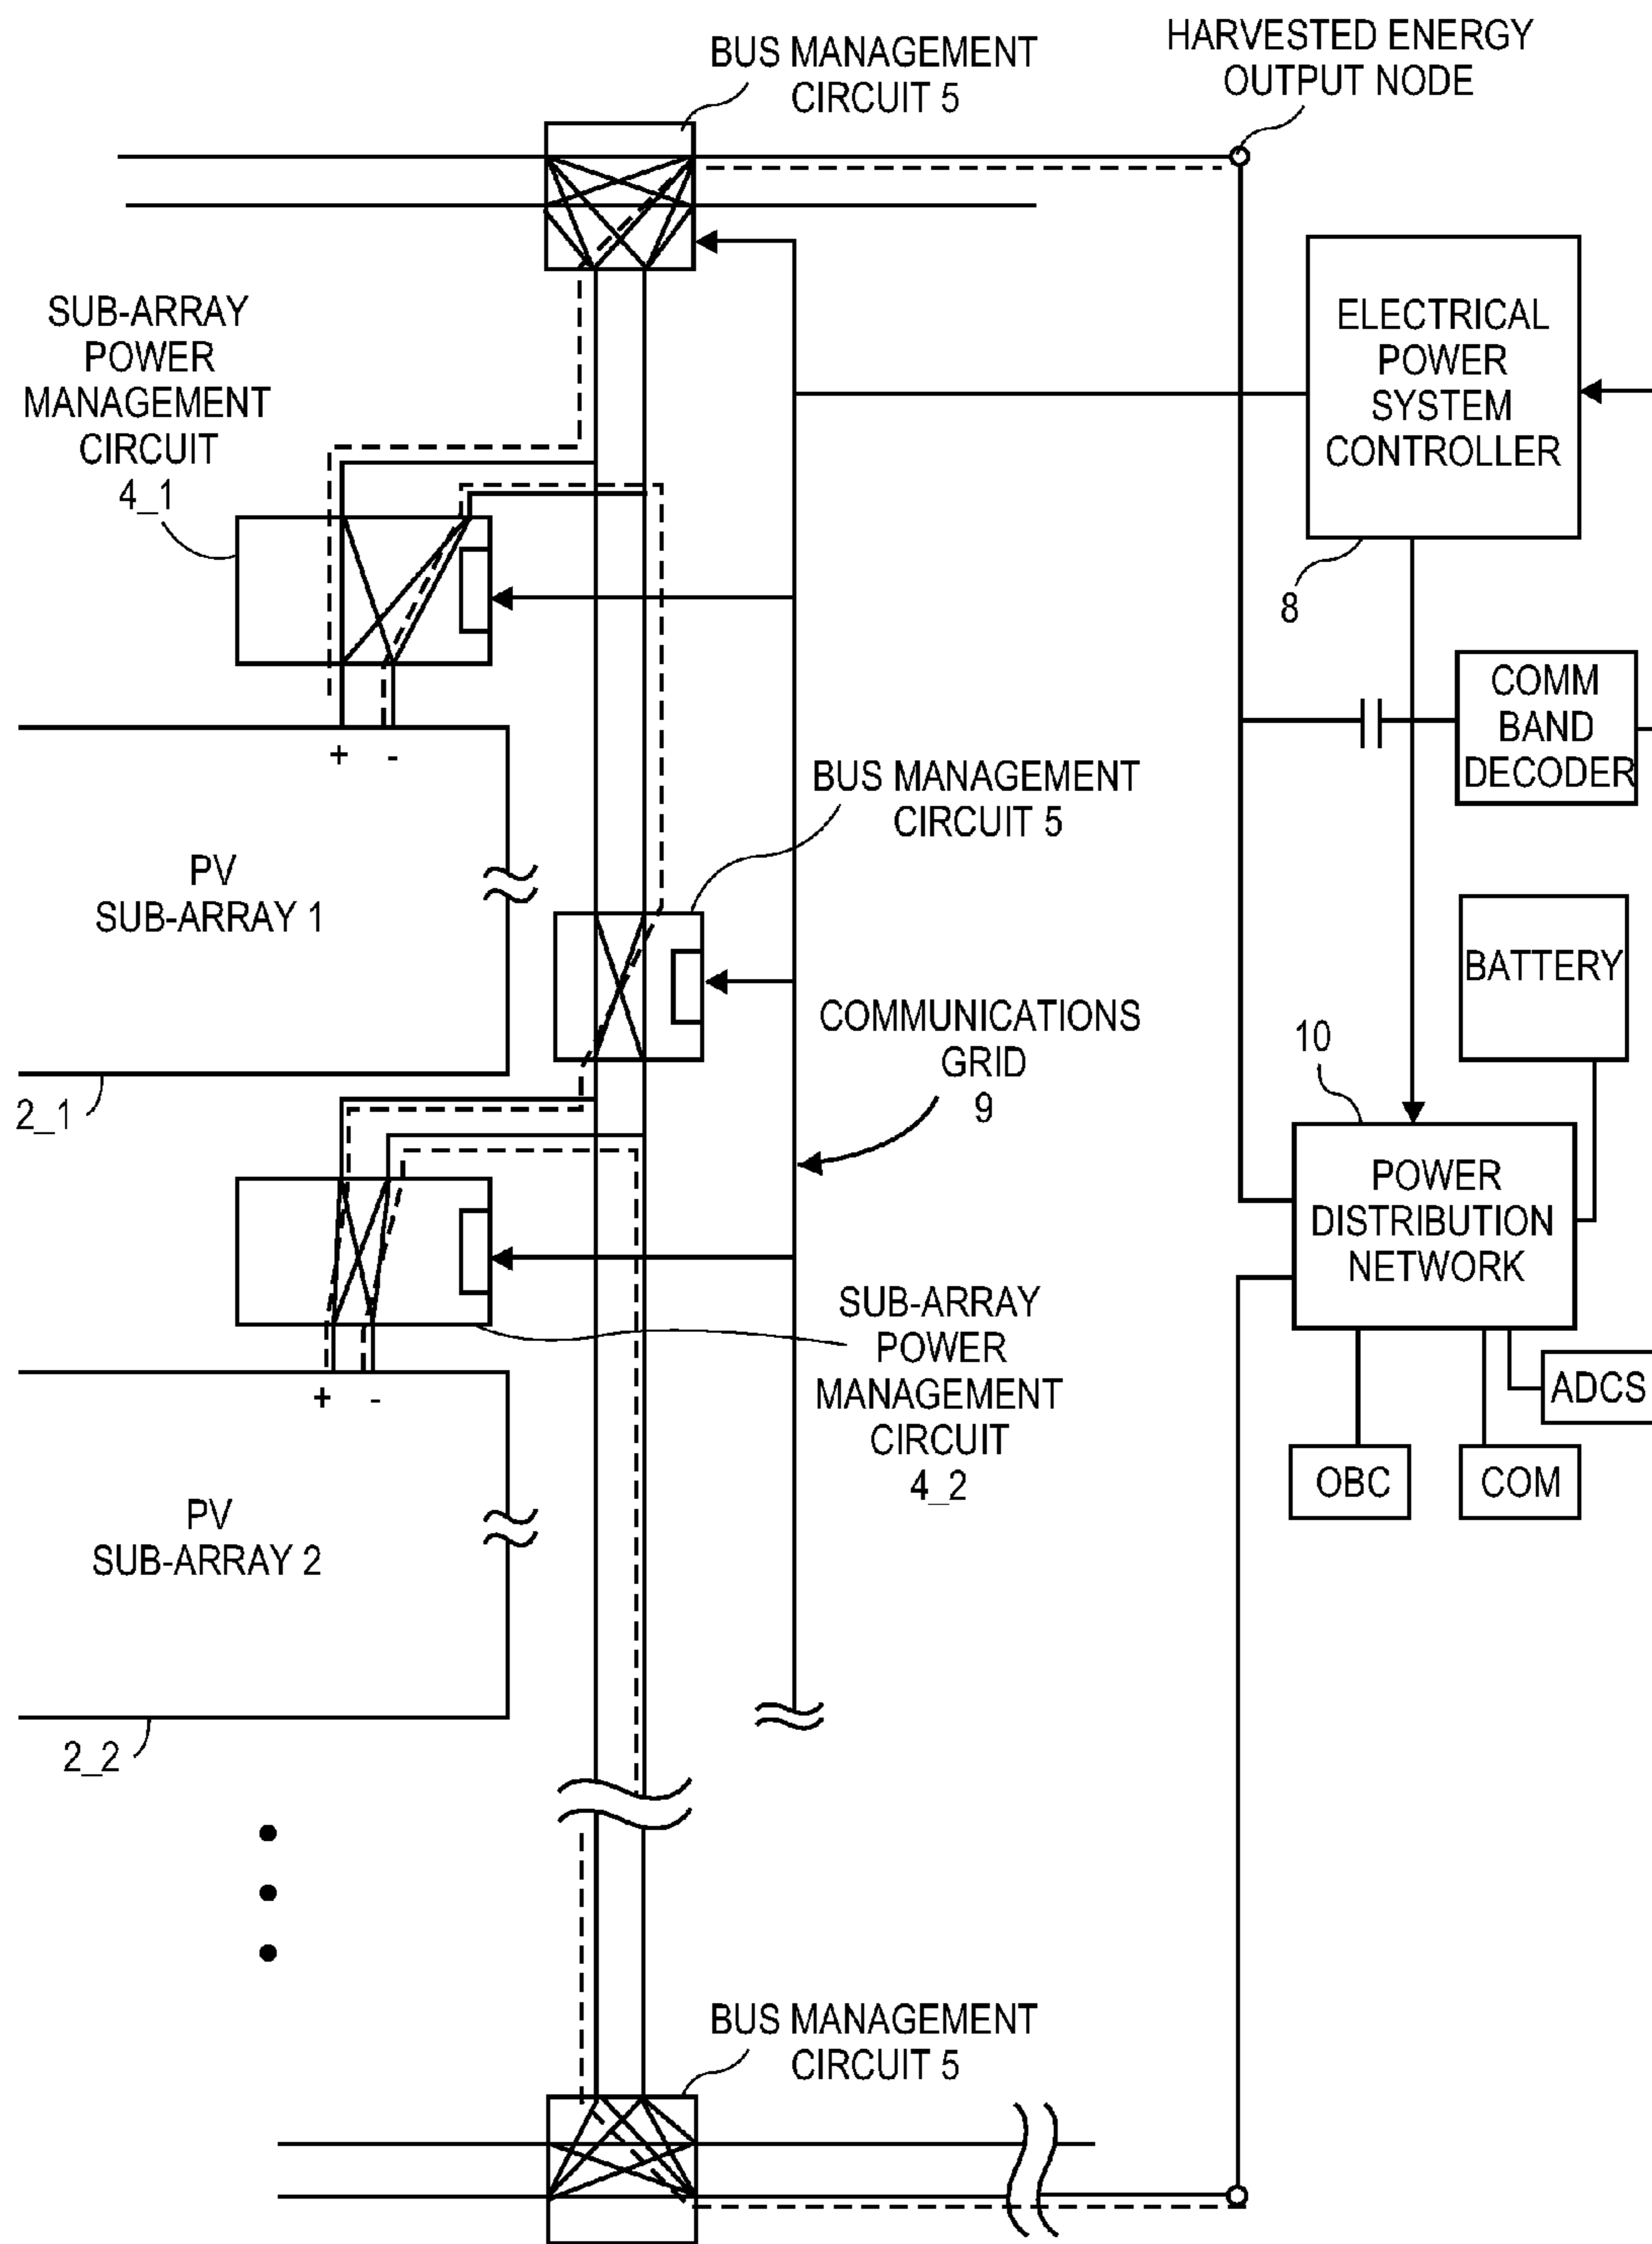 BUS MANAGEMENT
CIRCUIT 5
HARVESTED ENERGY
OUTPUT NODE
SUB-ARRAY
POWER
MANAGEMENT
CIRCUIT
4_1
ELECTRICAL
POWER
SYSTEM
CONTROLLER
8
COMM
BAND
DECODER
+ -
PV
SUB-ARRAY 1
2_1
BUS MANAGEMENT
CIRCUIT 5
BATTERY
COMMUNICATIONS
GRID
9
10
POWER
DISTRIBUTION
NETWORK
ADCS
OBC
COM
SUB-ARRAY
POWER
MANAGEMENT
CIRCUIT
4_2
+ -
PV
SUB-ARRAY 2
2_2
BUS MANAGEMENT
CIRCUIT 5